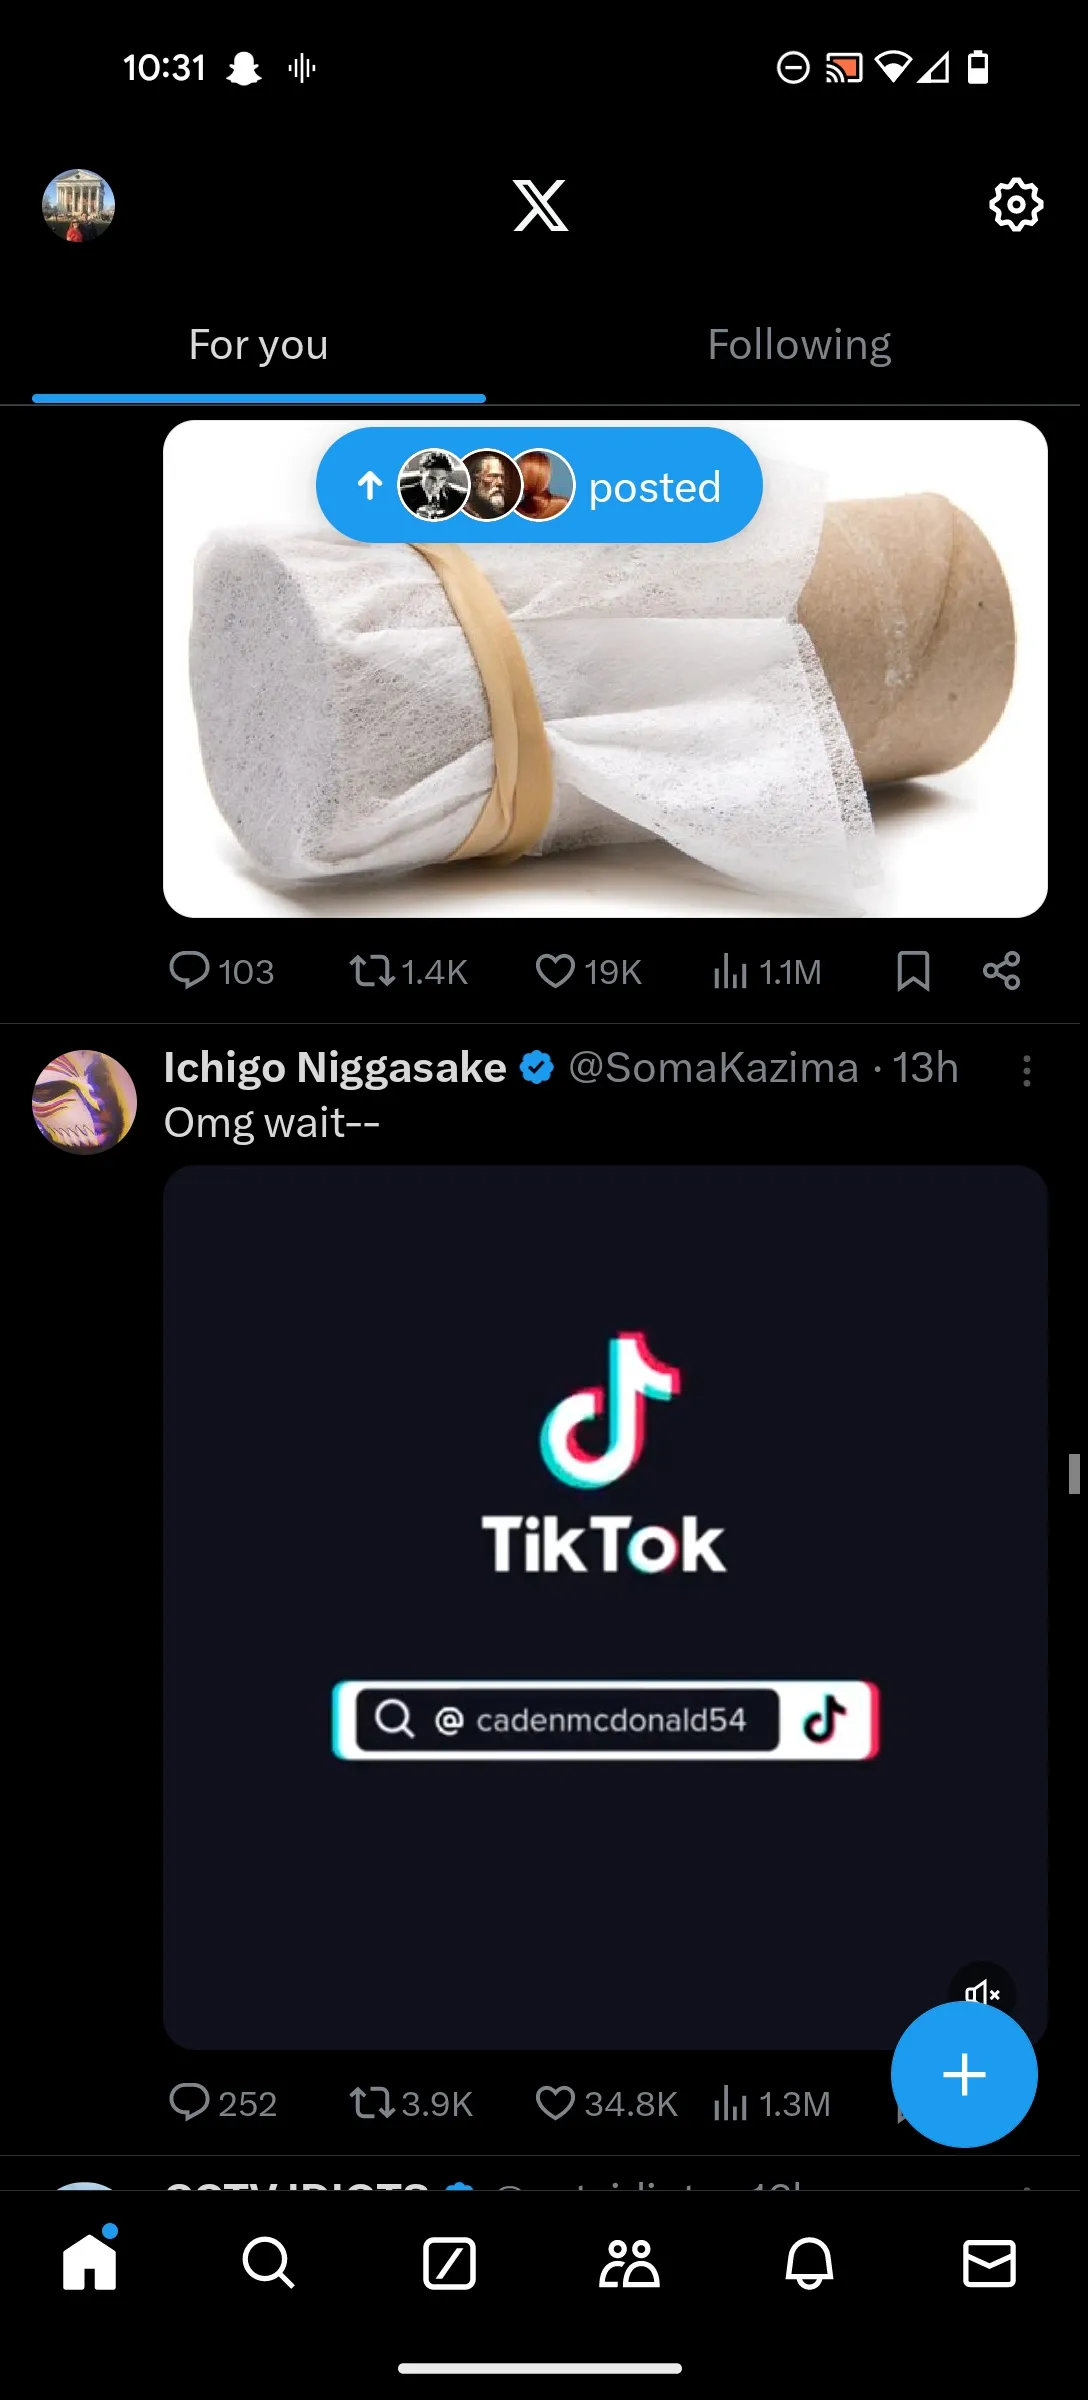 10:31
For you
Following
posted
103 1.4K 19K 1.1M
Ichigo Niggasake @SomaKazima · 13h
Omg wait--
TikTok
@ cadenmcdonald54
252 3.9K 34.8K 1.3M